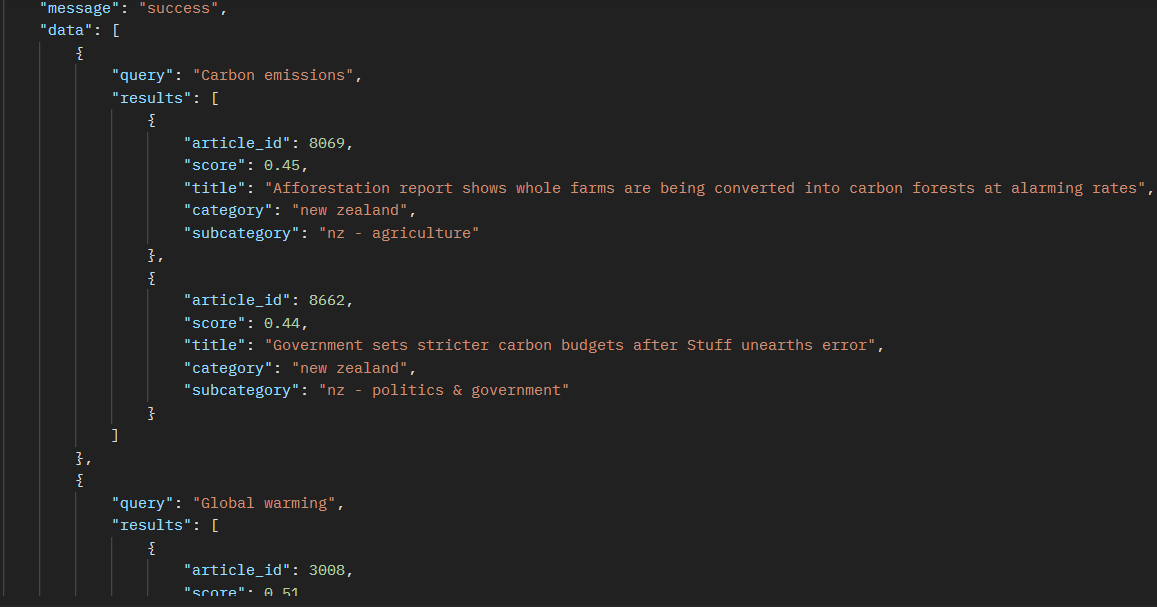 "message": "success",
"data": [
{
"query": "Carbon emissions",
"results": [
{
"article_id": 8069,
"score": 0.45,
"title": "Afforestation report shows whole farms are being converted into carbon forests at alarming rates",
"category": "new zealand",
"subcategory": "nz - agriculture"
},
{
"article_id": 8662,
"score": 0.44,
"title": "Government sets stricter carbon budgets after Stuff unearths error",
"category": "new zealand",
"subcategory": "nz - politics & government"
}
]
},
{
"query": "Global warming",
"results": [
{
"article_id": 3008,
"score": 0.51